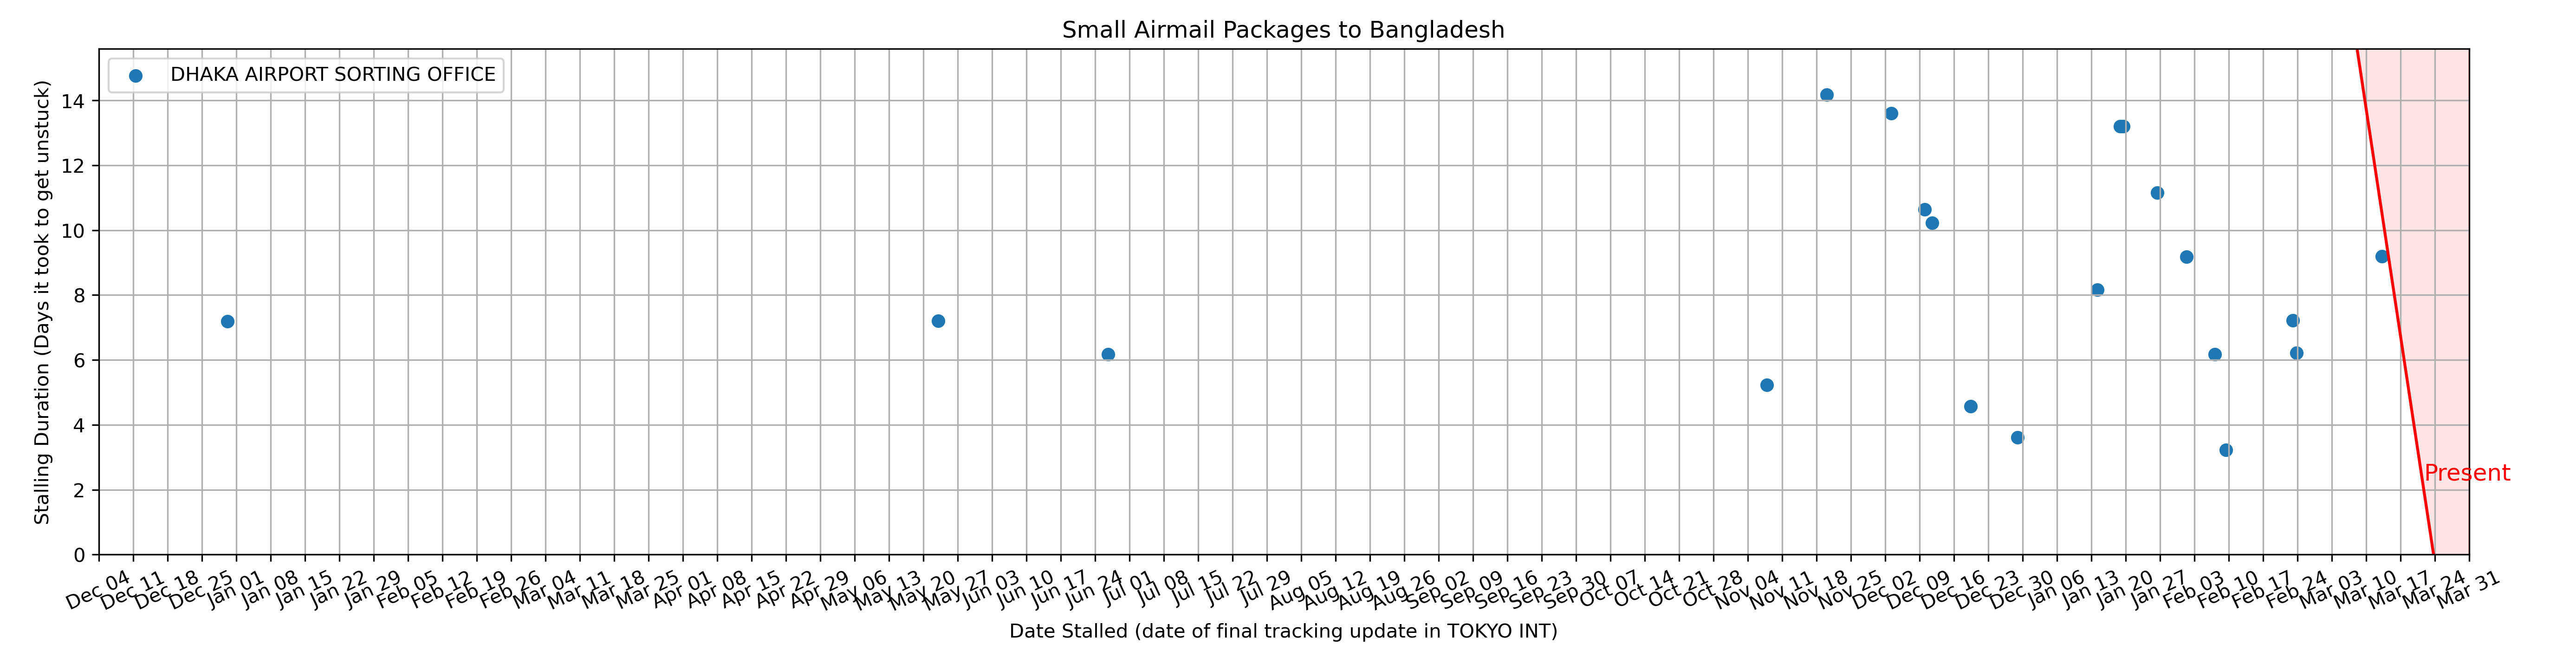 Small Airmail Packages to Bangladesh
DHAKA AIRPORT SORTING OFFICE
Stalling Duration (Days it took to get unstuck)
14
12
10
8
6
4
2
0
Present
Dec 04
Dec 11
Dec 18
Dec 25
Jan 01
Jan 08
Jan 15
Jan 22
Jan 29
Feb 05
Feb 12
Feb 19
Feb 26
Mar 04
Mar 11
Mar 18
Mar 25
Apr 01
Apr 08
Apr 15
Apr 22
Apr 29
May 06
May 13
May 20
May 27
Jun 03
Jun 10
Jun 17
Jun 24
Jul 01
Jul 08
Jul 15
Jul 22
Jul 29
Aug 05
Aug 12
Aug 19
Aug 26
Sep 02
Sep 09
Sep 16
Sep 23
Sep 30
Oct 07
Oct 14
Oct 21
Oct 28
Nov 04
Nov 11
Nov 18
Nov 25
Dec 02
Dec 09
Dec 16
Dec 23
Dec 30
Jan 06
Jan 13
Jan 20
Jan 27
Feb 03
Feb 10
Feb 17
Feb 24
Mar 03
Mar 10
Mar 17
Mar 24
Mar 31
Date Stalled (date of final tracking update in TOKYO INT)